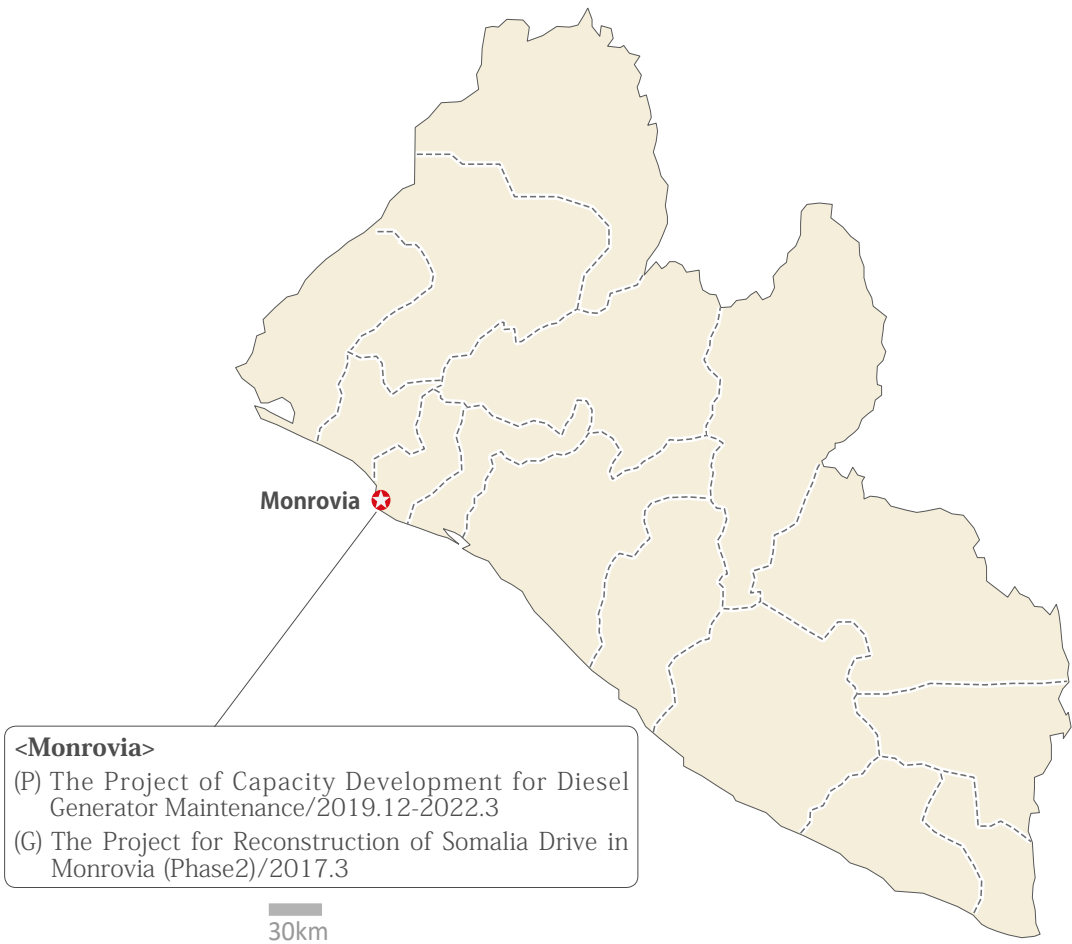 Monrovia
<Monrovia>
(P) The Project of Capacity Development for Diesel
Generator Maintenance/2019.12-2022.3
(G) The Project for Reconstruction of Somalia Drive in
Monrovia (Phase2)/2017.3
30km